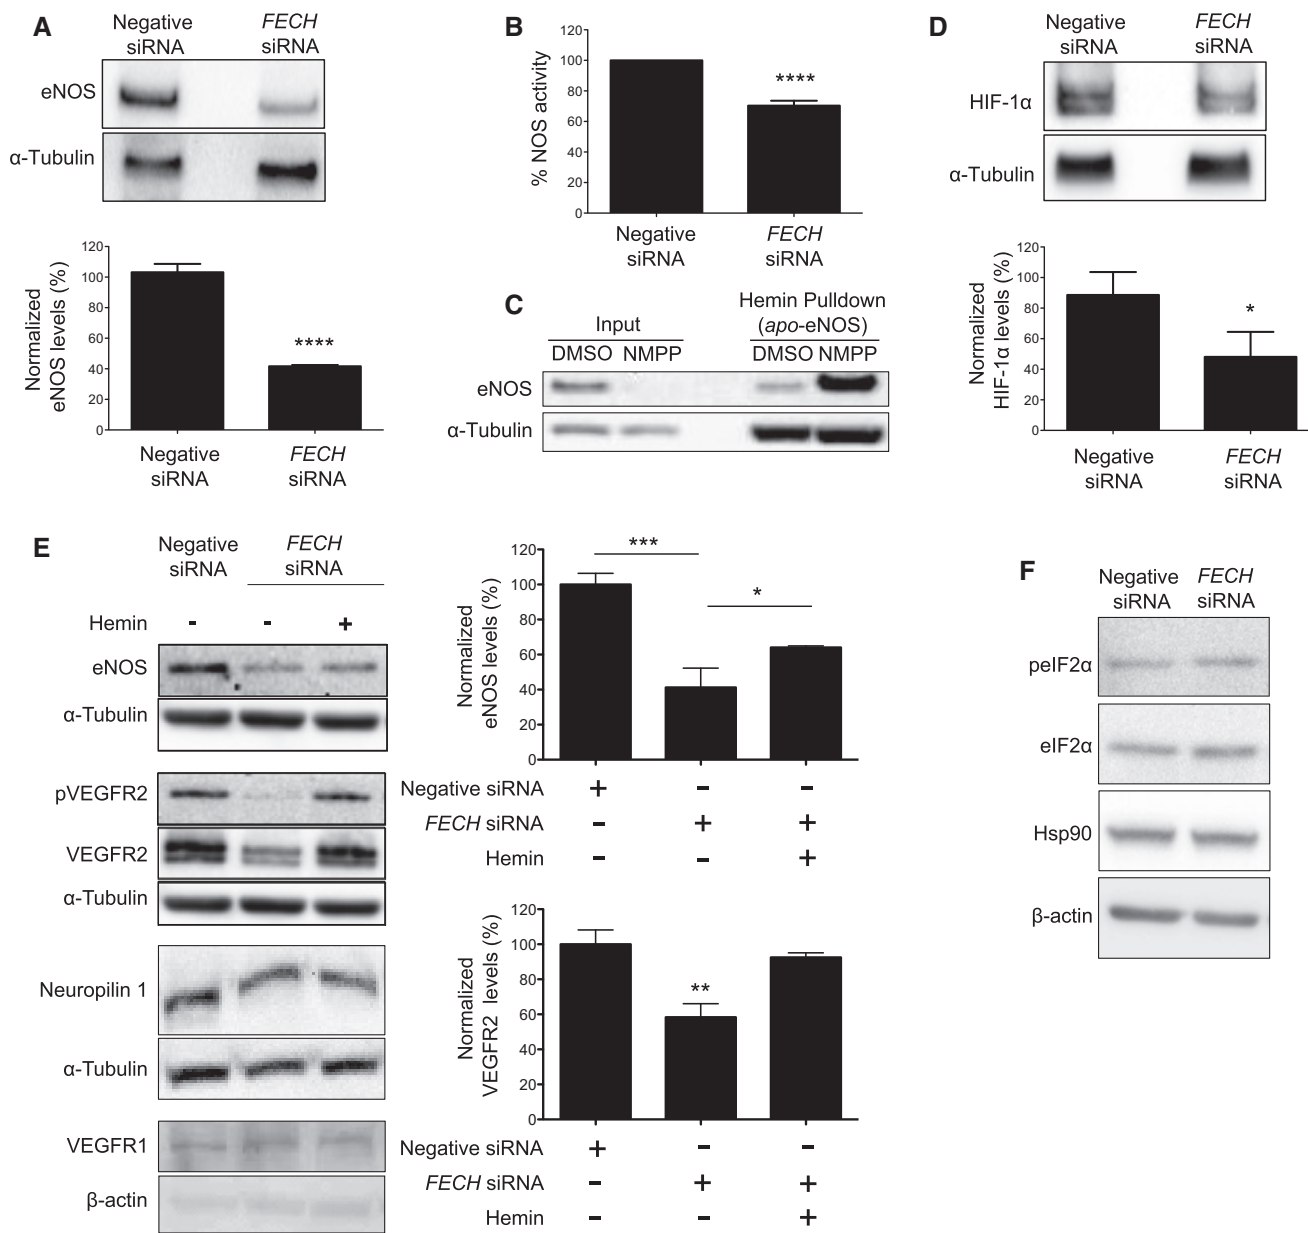 A
Negative siRNA
FECH siRNA
eNOS
α-Tubulin
Normalized eNOS levels (%)
120
100
80
60
40
20
0
****
Negative siRNA
FECH siRNA
B
% NOS activity
120
100
80
60
40
20
0
****
Negative siRNA
FECH siRNA
C
Input
Hemin Pulldown
(apo-eNOS)
DMSO NMPP DMSO NMPP
eNOS
α-Tubulin
D
Negative siRNA
FECH siRNA
HIF-1α
α-Tubulin
Normalized HIF-1α levels (%)
120
100
80
60
40
20
0
*
Negative siRNA
FECH siRNA
E
Negative siRNA
FECH siRNA
Hemin - - +
eNOS
α-Tubulin
pVEGFR2
VEGFR2
α-Tubulin
Neuropilin 1
α-Tubulin
VEGFR1
β-actin
Normalized eNOS levels (%)
120
100
80
60
40
20
0
***
*
Negative siRNA + - -
FECH siRNA - + +
Hemin - - +
Normalized VEGFR2 levels (%)
120
100
80
60
40
20
0
**
Negative siRNA + - -
FECH siRNA - + +
Hemin - - +
F
Negative siRNA
FECH siRNA
peIF2α
eIF2α
Hsp90
β-actin